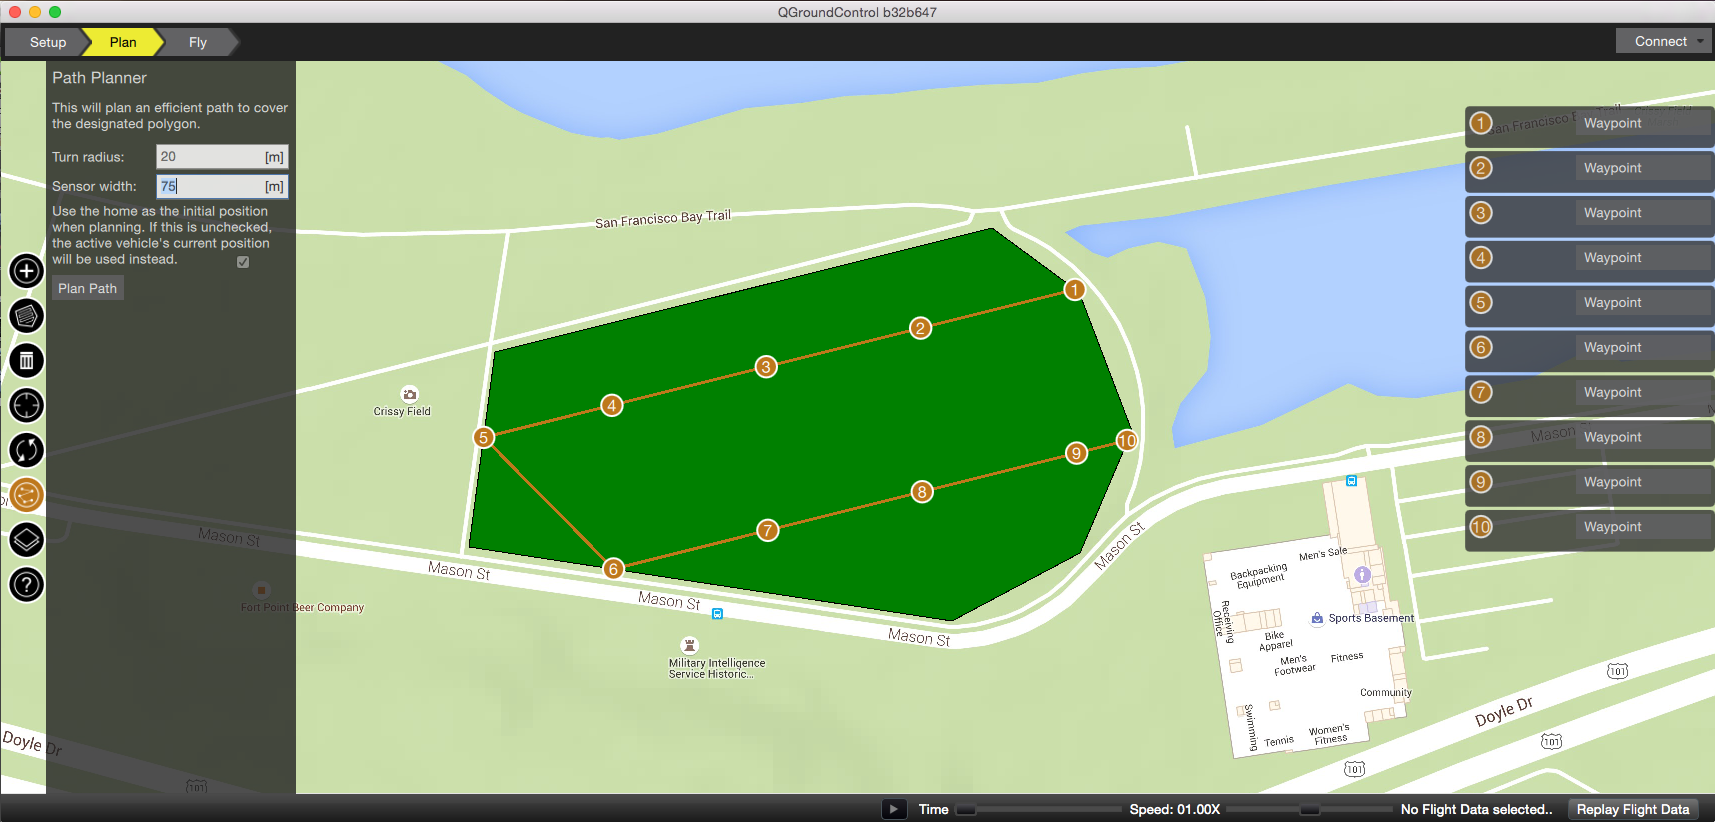 QGroundControl b32b647
Setup
Plan
Fly
Connect
Path Planner
This will plan an efficient path to cover
the designated polygon.
Turn radius:
20
[m]
Sensor width:
75
[m]
Use the home as the initial position
when planning. If this is unchecked,
the active vehicle's current position
will be used instead.
Plan Path
San Francisco Bay Trail
Crissy Field
Mason St
Mason St
Mason St
Mason St
Mason St
Mason St
Fort Point Beer Company
Military Intelligence
Service Historic...
1
2
3
4
5
6
7
8
9
10
Men's Sale
Backpacking
Equipment
Receiving
Office
Bike
Apparel
Sports Basement
Men's
Footwear
Fitness
Community
Swimming
Tennis
Women's
Fitness
Doyle Dr
Doyle Dr
101
101
101
101
San Francisco
1 Waypoint
2 Waypoint
3 Waypoint
4 Waypoint
5 Waypoint
6 Waypoint
7 Waypoint
8 Waypoint
9 Waypoint
10 Waypoint
Time
Speed: 01.00X
No Flight Data selected..
Replay Flight Data